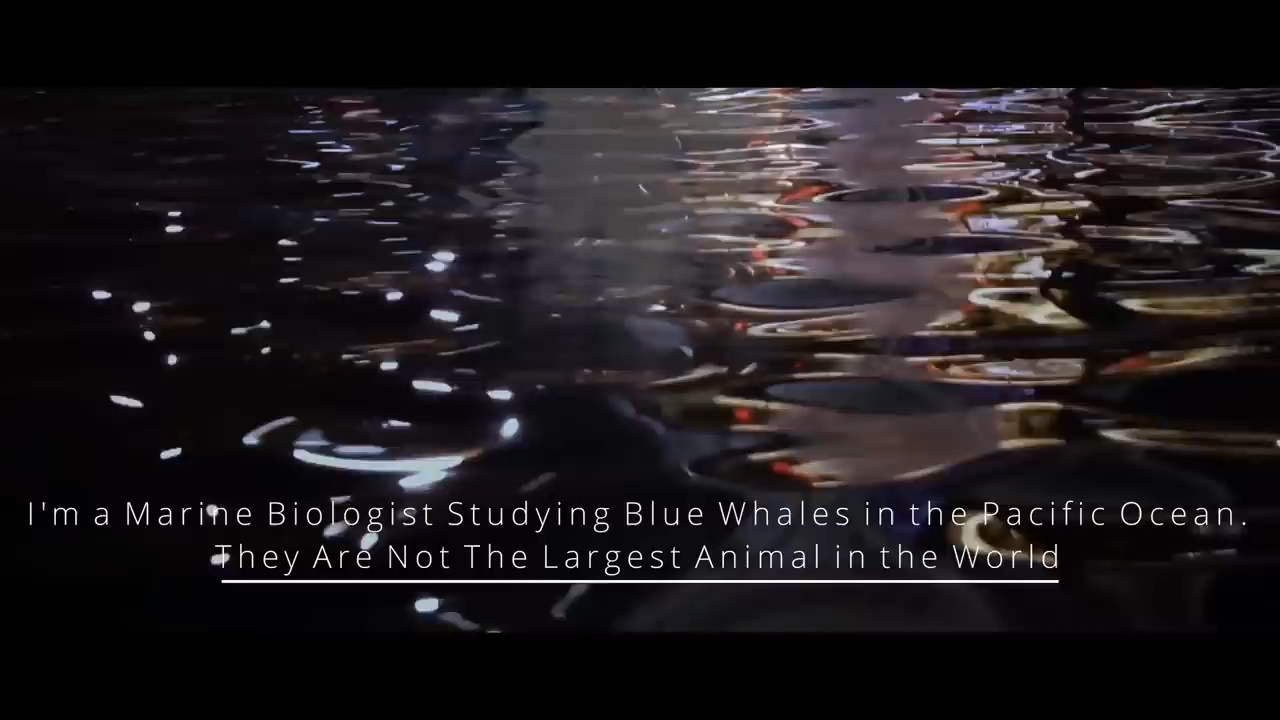 I'm a Marine Biologist Studying Blue Whales in the Pacific Ocean.
They Are Not The Largest Animal in the World